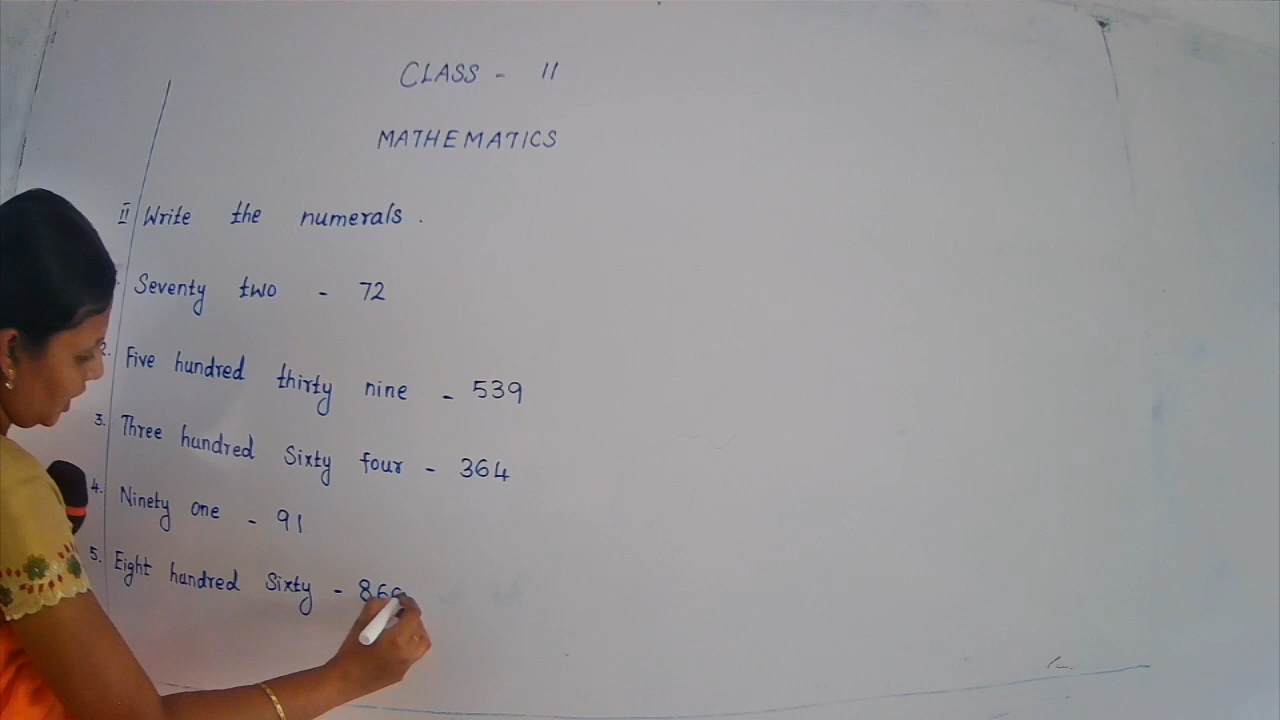 CLASS - II
MATHEMATICS
II Write the numerals.
Seventy two - 72
2. Five hundred thirty nine - 539
3. Three hundred Sixty four - 364
4. Ninety one - 91
5. Eight hundred Sixty - 860